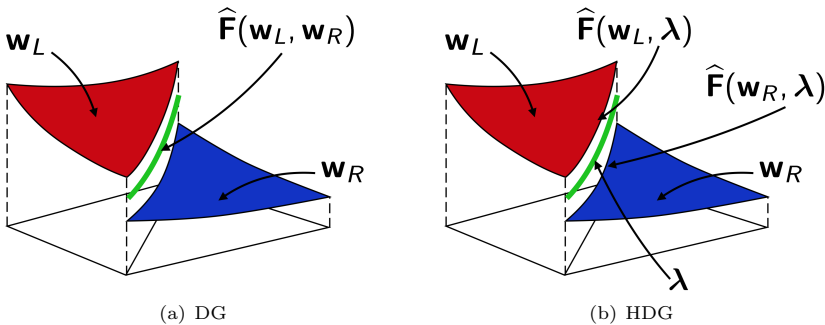 w_L
F̂(w_L, w_R)
w_R
(a) DG
w_L
F̂(w_L, λ)
F̂(w_R, λ)
w_R
λ
(b) HDG